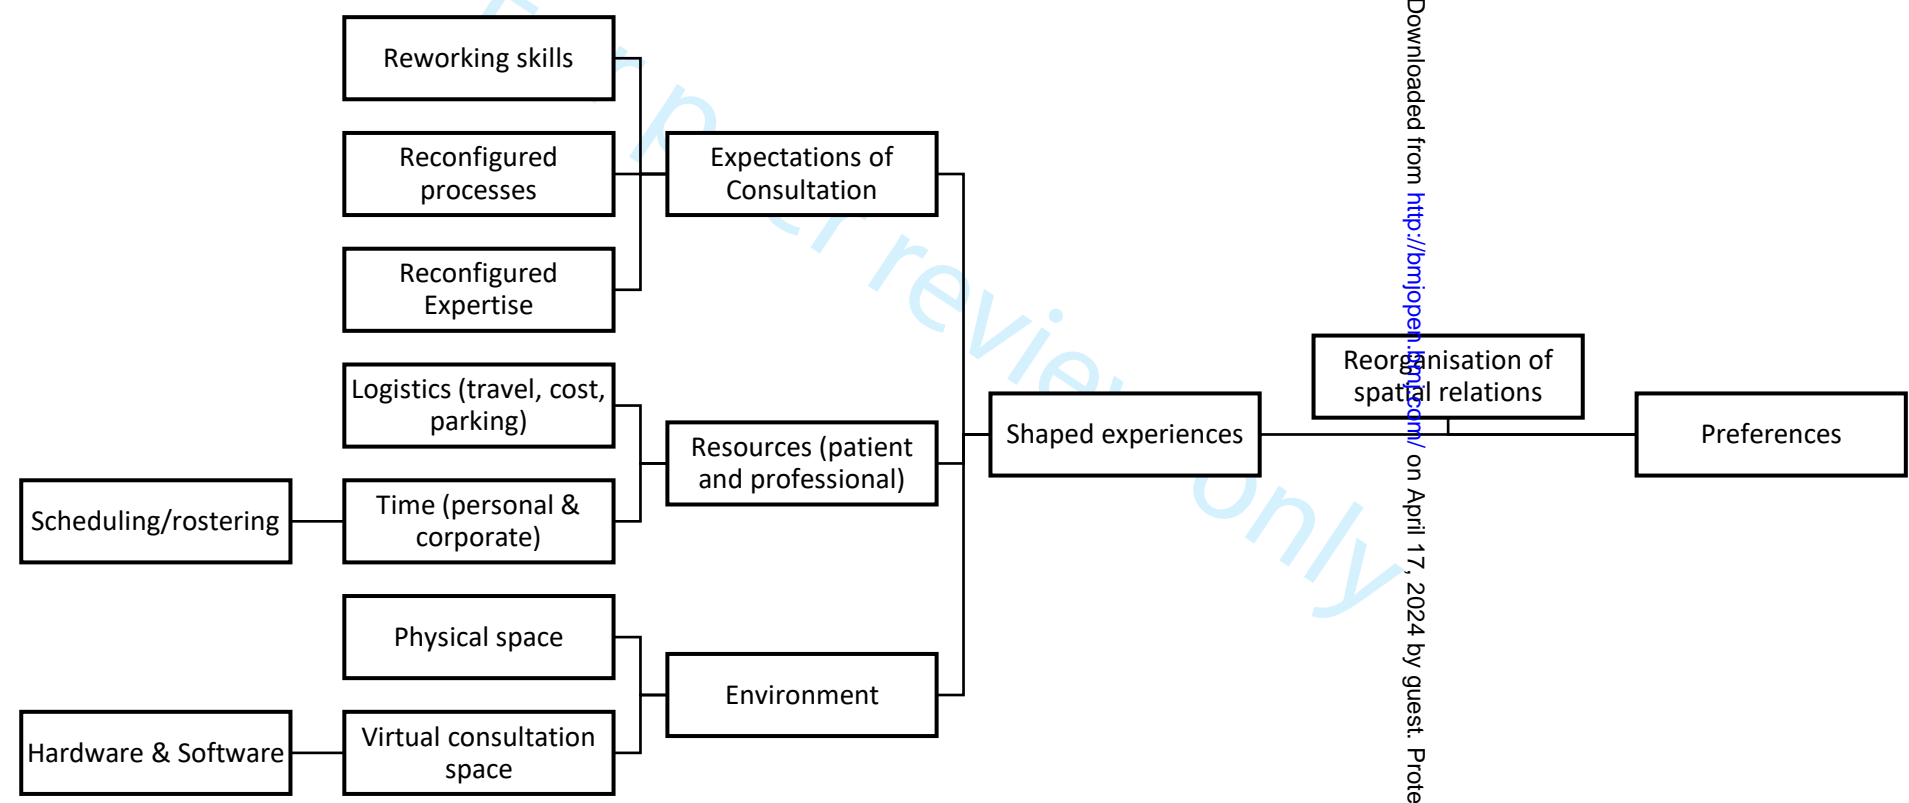 Reworking skills
Reconfigured
processes
Expectations of
Consultation
Reconfigured
Expertise
Logistics (travel, cost,
parking)
Resources (patient
and professional)
Shaped experiences
Reorganisation of
spatial relations
Preferences
Scheduling/rostering
Time (personal &
corporate)
Physical space
Environment
Hardware & Software
Virtual consultation
space
Downloaded from http://bmjopen.bmj.com/ on April 17, 2024 by guest. Prote
r peer review only